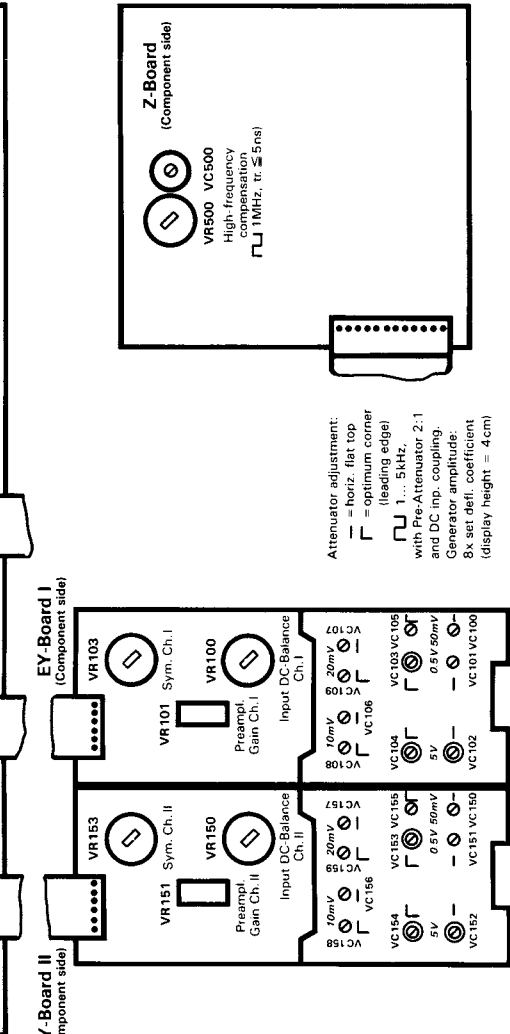 Z-Board
(Component side)
VR500 VC500
High-frequency
compensation
1MHz, tr. ≦ 5ns)
Attenuator adjustment:
= horiz. flat top
= optimum corner
(leading edge)
1 ... 5kHz,
with Pre-Attenuator 2:1
and DC inp. coupling.
Generator amplitude:
8x set defl. coefficient
(display height = 4cm)
EY-Board I
(Component side)
VR103
Sym. Ch.I
VR101
Preampl.
Gain Ch.I
VR100
Input DC-Balance
Ch.I
10mV 20mV
VC108 VC106 VC109 VC107
VC104 VC103 VC105
5V 0.5V 50mV
VC102 VC101 VC100
Y-Board II
mponent side)
VR153
Sym. Ch.II
VR151
Preampl.
Gain Ch.II
VR150
Input DC-Balance
Ch.II
10mV 20mV
VC158 VC156 VC159 VC157
VC154 VC153 VC155
5V 0.5V 50mV
VC152 VC151 VC150